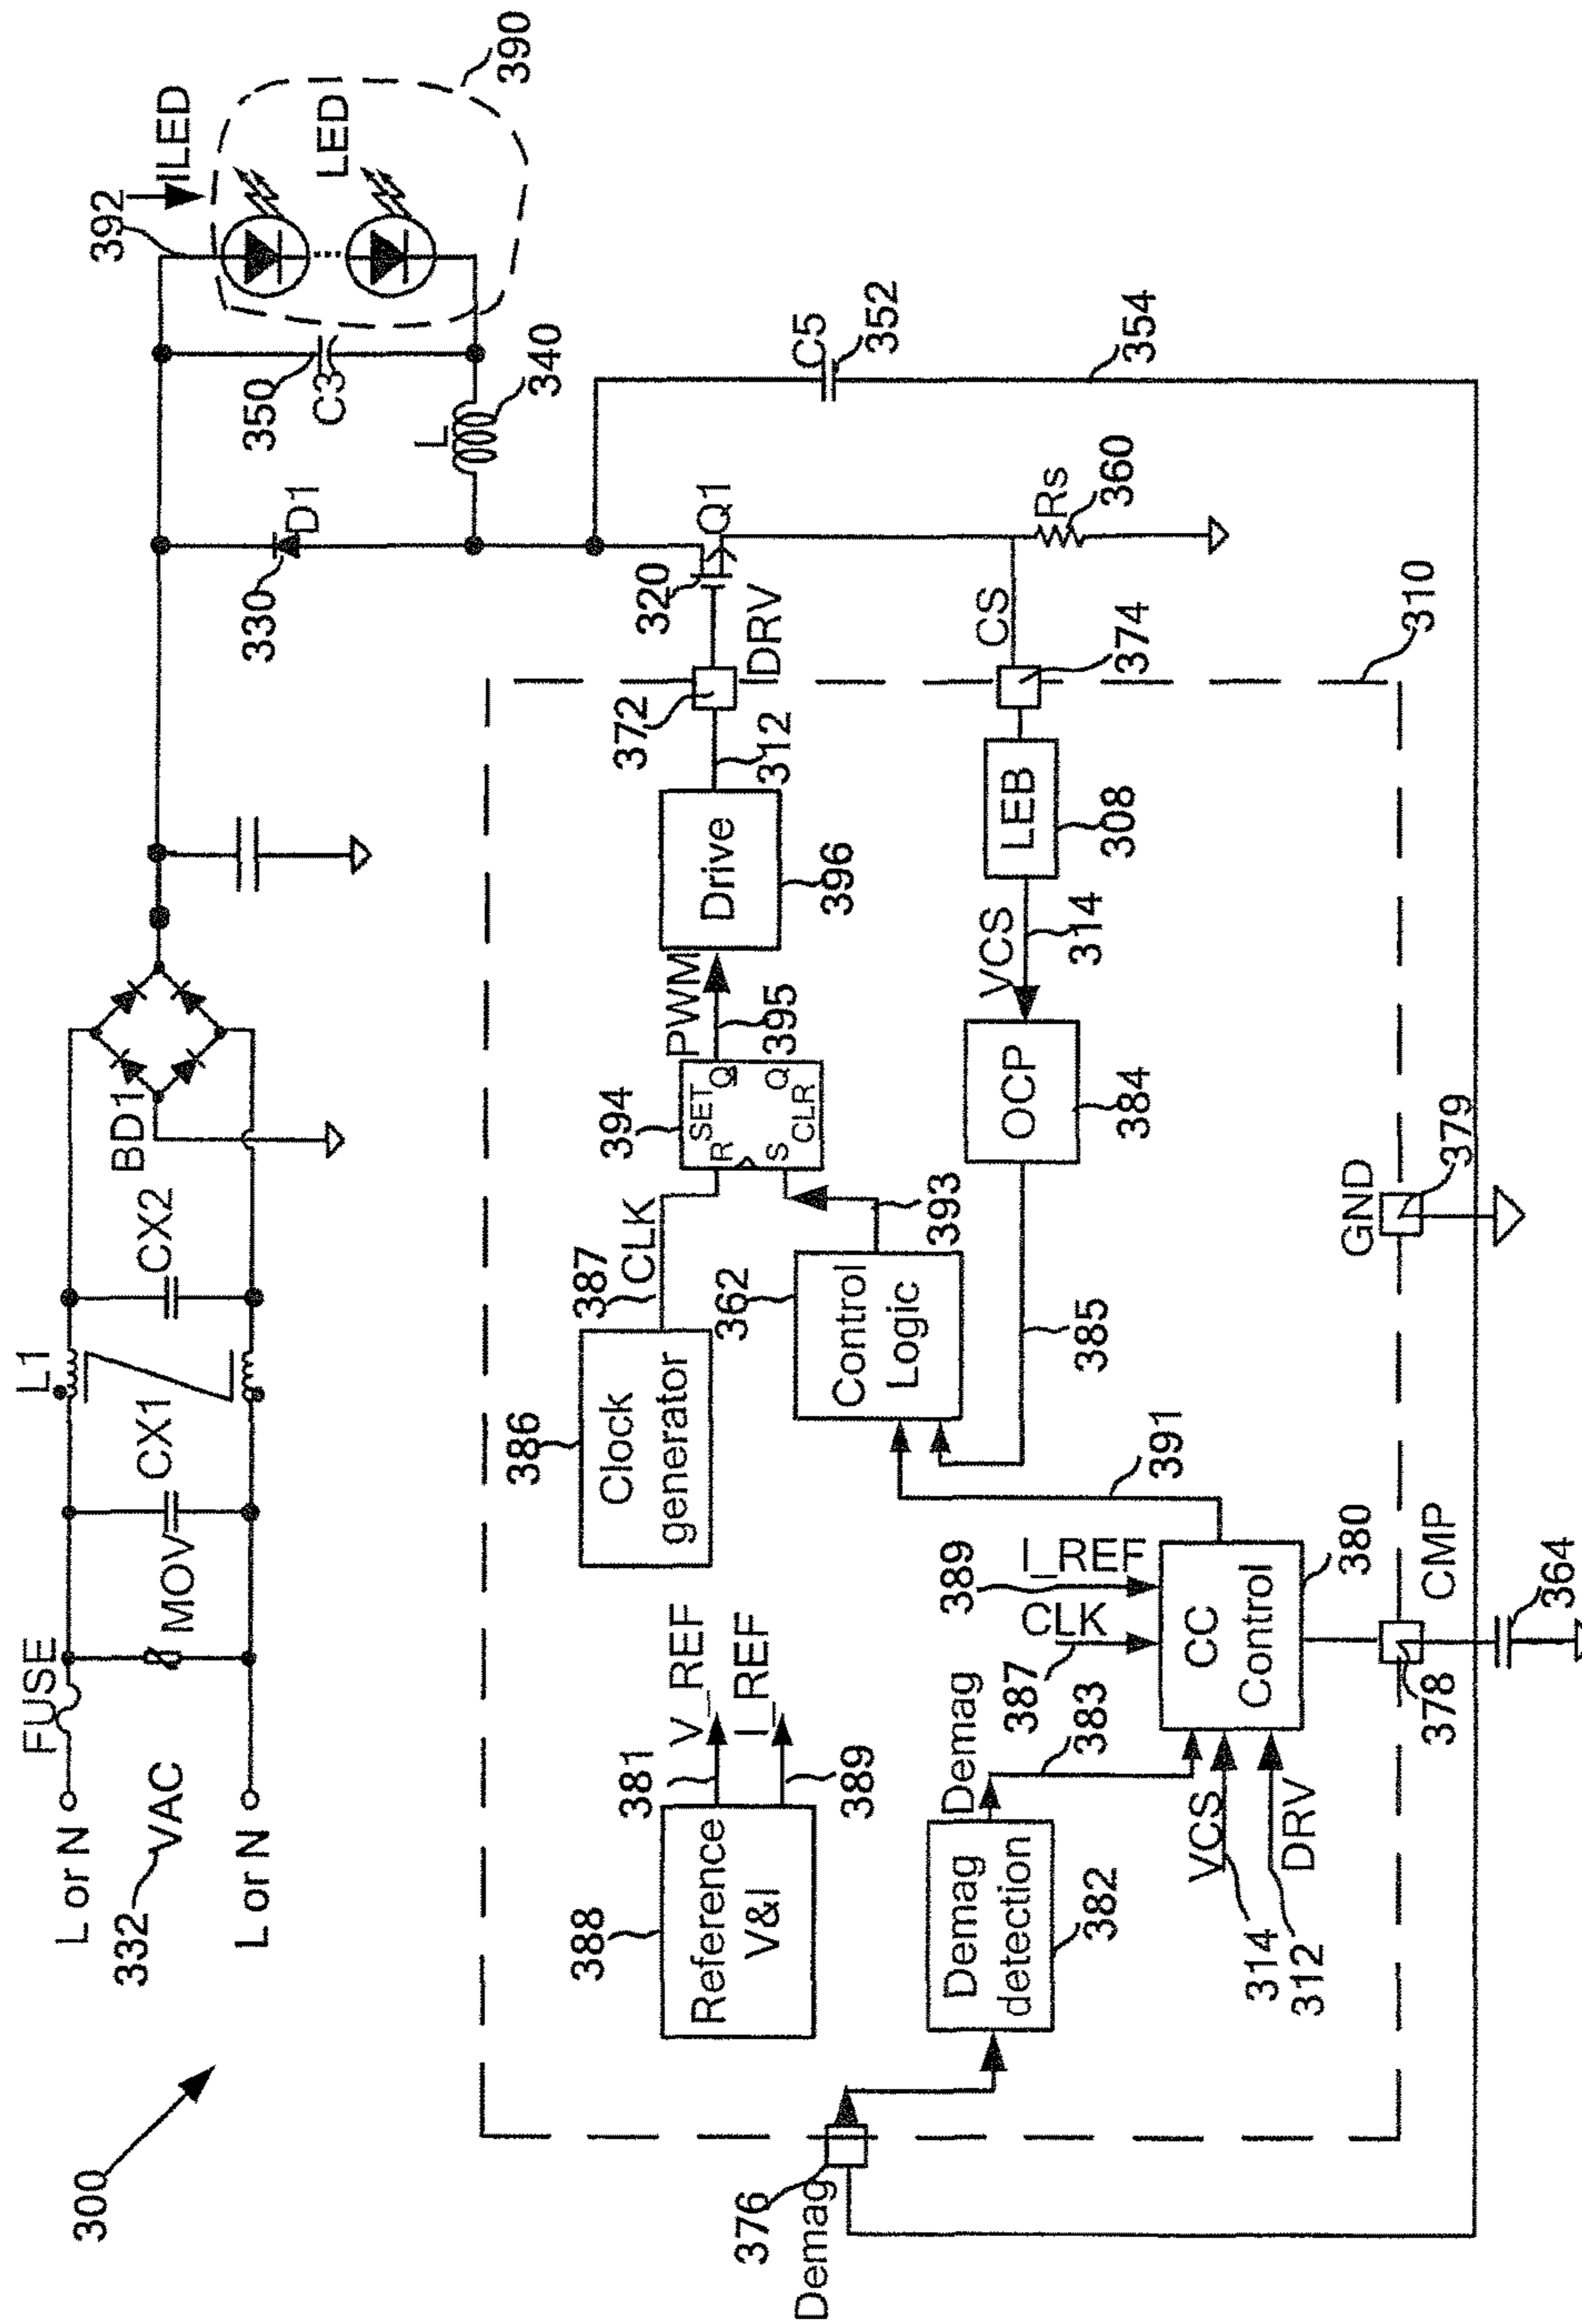 300
L or N
332
VAC
L or N
FUSE
MOV
CX1
L1
CX2
BD1
330
D1
350
C3
L
340
392
ILED
LED
390
C5
352
354
320
Q1
DRV
372
312
Rs
360
CS
374
310
388
Reference
V&I
381
V_REF
I_REF
389
386
Clock
generator
387
CLK
394
SET
R
Q
S
Q
CLR
PWM
395
Drive
396
362
Control
Logic
393
VCS
314
LEB
308
OCP
384
385
391
376
Demag
Demag
detection
382
Demag
383
387
CLK
389
I_REF
VCS
314
312
DRV
CC
Control
380
378
CMP
364
GND
379